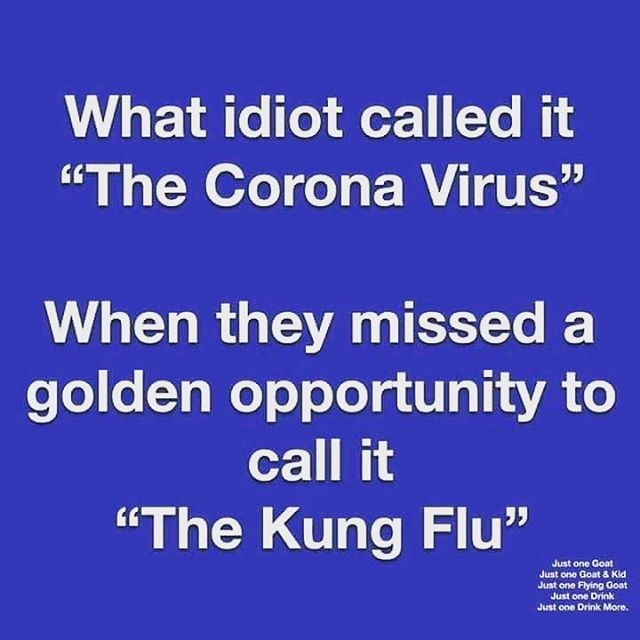 What idiot called it
“The Corona Virus”
When they missed a
golden opportunity to
call it
“The Kung Flu”
Just one Goat
Just one Goat & Kid
Just one Flying Goat
Just one Drink
Just one Drink More.